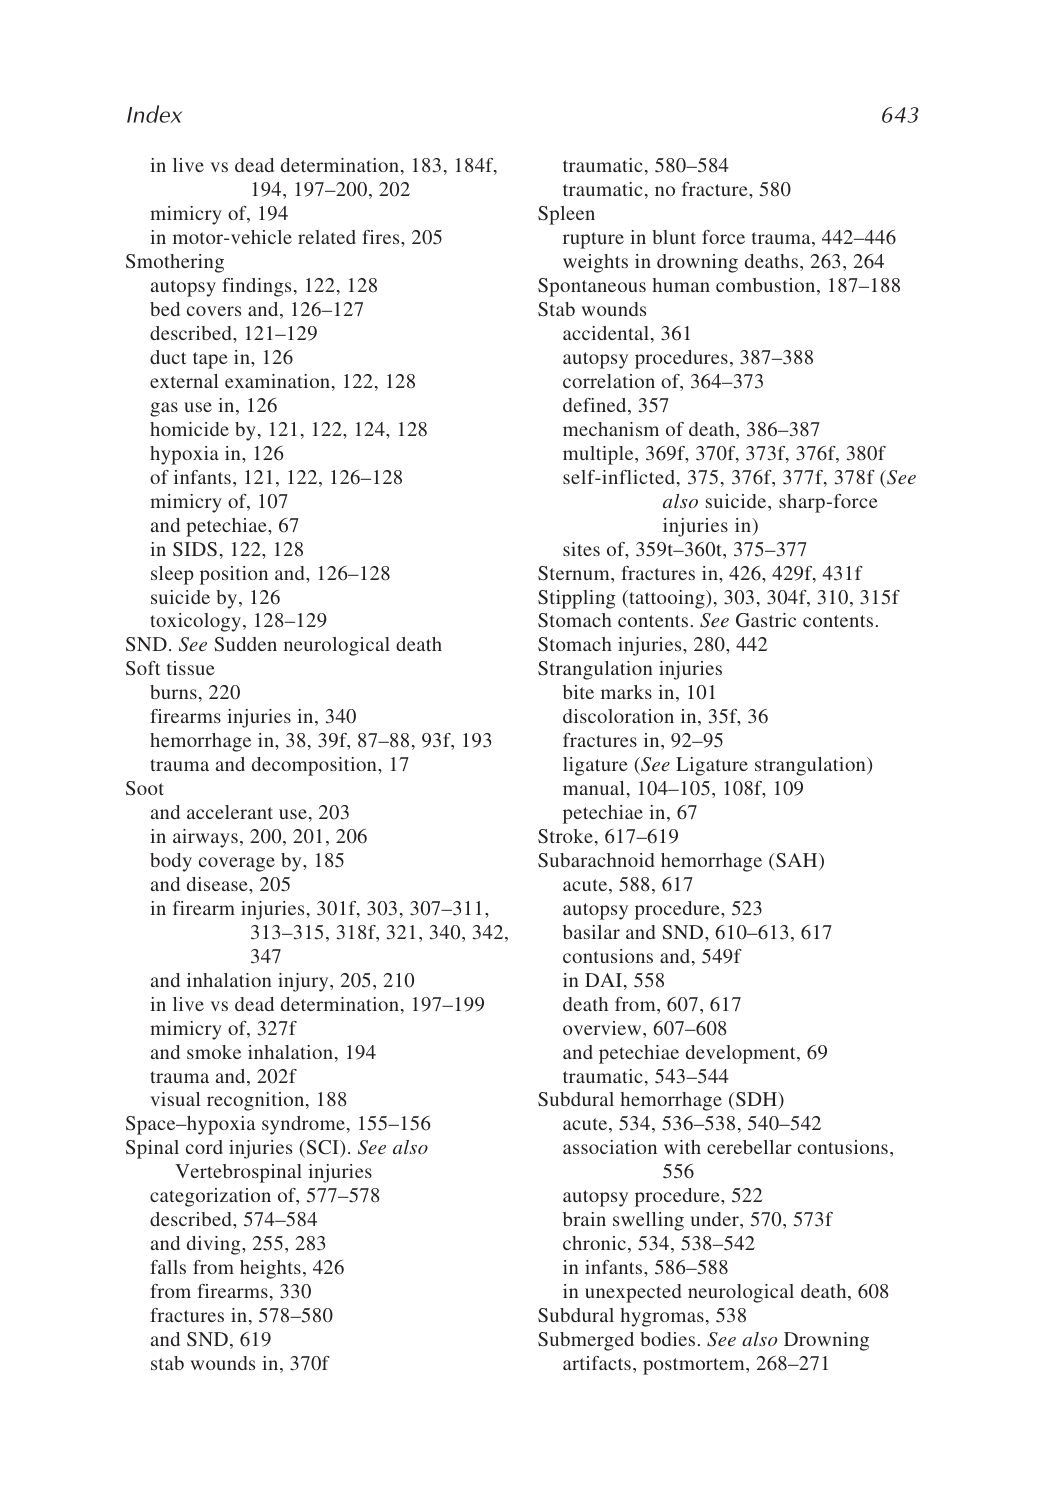 Index
643
in live vs dead determination, 183, 184f,
194, 197–200, 202
mimicry of, 194
in motor-vehicle related fires, 205
Smothering
autopsy findings, 122, 128
bed covers and, 126–127
described, 121–129
duct tape in, 126
external examination, 122, 128
gas use in, 126
homicide by, 121, 122, 124, 128
hypoxia in, 126
of infants, 121, 122, 126–128
mimicry of, 107
and petechiae, 67
in SIDS, 122, 128
sleep position and, 126–128
suicide by, 126
toxicology, 128–129
SND. See Sudden neurological death
Soft tissue
burns, 220
firearms injuries in, 340
hemorrhage in, 38, 39f, 87–88, 93f, 193
trauma and decomposition, 17
Soot
and accelerant use, 203
in airways, 200, 201, 206
body coverage by, 185
and disease, 205
in firearm injuries, 301f, 303, 307–311,
313–315, 318f, 321, 340, 342,
347
and inhalation injury, 205, 210
in live vs dead determination, 197–199
mimicry of, 327f
and smoke inhalation, 194
trauma and, 202f
visual recognition, 188
Space–hypoxia syndrome, 155–156
Spinal cord injuries (SCI). See also
Vertebrospinal injuries
categorization of, 577–578
described, 574–584
and diving, 255, 283
falls from heights, 426
from firearms, 330
fractures in, 578–580
and SND, 619
stab wounds in, 370f
traumatic, 580–584
traumatic, no fracture, 580
Spleen
rupture in blunt force trauma, 442–446
weights in drowning deaths, 263, 264
Spontaneous human combustion, 187–188
Stab wounds
accidental, 361
autopsy procedures, 387–388
correlation of, 364–373
defined, 357
mechanism of death, 386–387
multiple, 369f, 370f, 373f, 376f, 380f
self-inflicted, 375, 376f, 377f, 378f (See
also suicide, sharp-force
injuries in)
sites of, 359t–360t, 375–377
Sternum, fractures in, 426, 429f, 431f
Stippling (tattooing), 303, 304f, 310, 315f
Stomach contents. See Gastric contents.
Stomach injuries, 280, 442
Strangulation injuries
bite marks in, 101
discoloration in, 35f, 36
fractures in, 92–95
ligature (See Ligature strangulation)
manual, 104–105, 108f, 109
petechiae in, 67
Stroke, 617–619
Subarachnoid hemorrhage (SAH)
acute, 588, 617
autopsy procedure, 523
basilar and SND, 610–613, 617
contusions and, 549f
in DAI, 558
death from, 607, 617
overview, 607–608
and petechiae development, 69
traumatic, 543–544
Subdural hemorrhage (SDH)
acute, 534, 536–538, 540–542
association with cerebellar contusions,
556
autopsy procedure, 522
brain swelling under, 570, 573f
chronic, 534, 538–542
in infants, 586–588
in unexpected neurological death, 608
Subdural hygromas, 538
Submerged bodies. See also Drowning
artifacts, postmortem, 268–271